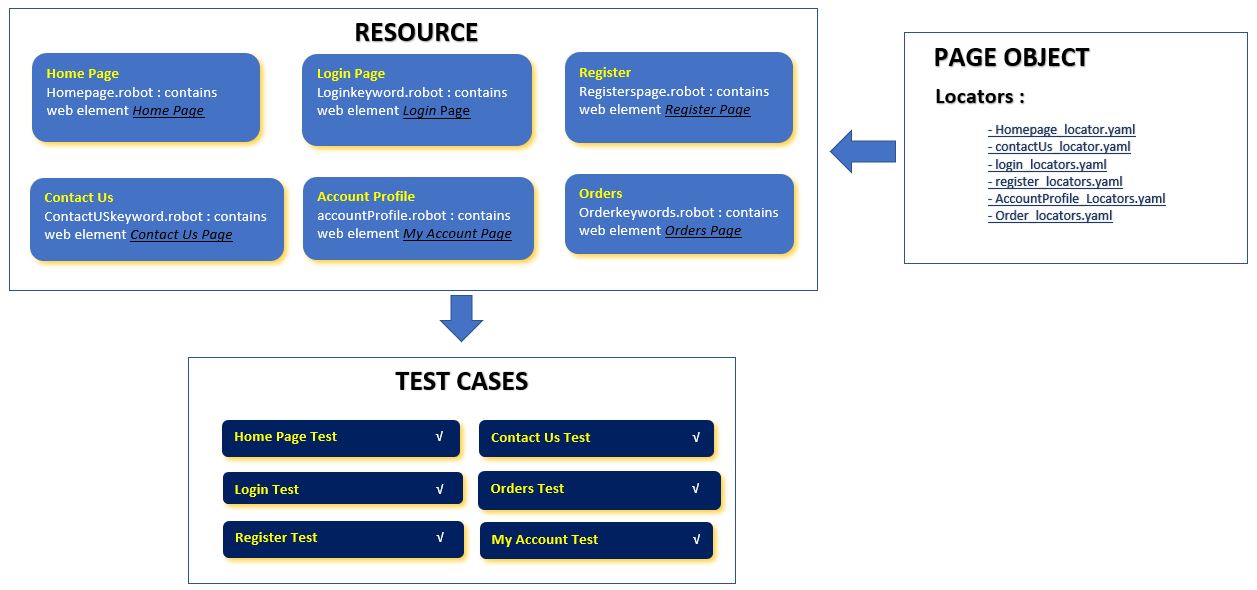 RESOURCE
Home Page
Homepage.robot : contains
web element Home Page
Login Page
Loginkeyword.robot : contains
web element Login Page
Register
Registerspage.robot : contains
web element Register Page
Contact Us
ContactUSkeyword.robot : contains
web element Contact Us Page
Account Profile
accountProfile.robot : contains
web element My Account Page
Orders
Orderkeywords.robot : contains
web element Orders Page
PAGE OBJECT
Locators :
- Homepage_locator.yaml
- contactUs_locator.yaml
- login_locators.yaml
- register_locators.yaml
- AccountProfile_Locators.yaml
- Order_locators.yaml
TEST CASES
Home Page Test √
Contact Us Test √
Login Test √
Orders Test √
Register Test √
My Account Test √